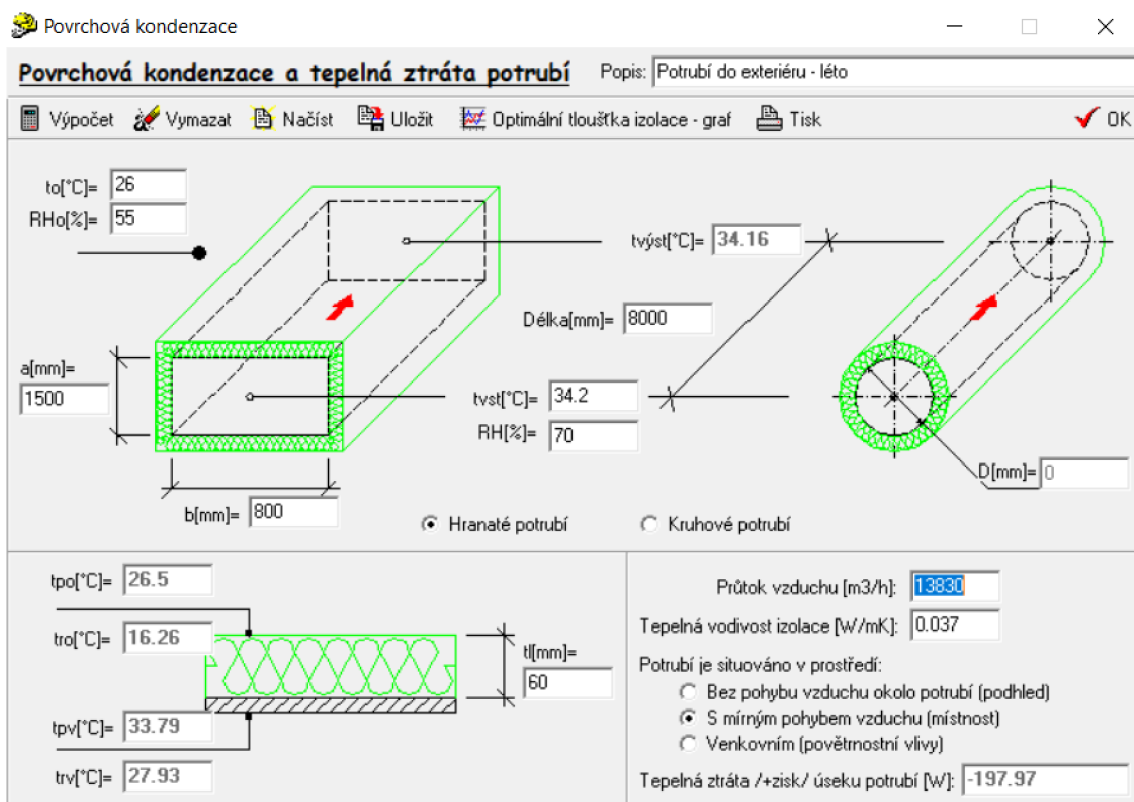 Povrchová kondenzace
Povrchová kondenzace a tepelná ztráta potrubí Popis: Potrubí do exteriéru - léto
Výpočet Vymazat Načíst Uložit Optimální tloušťka izolace - graf Tisk OK
to[°C]= 26
RHo[%]= 55
tvýst[°C]= 34.16
Délka[mm]= 8000
a[mm]=
1500
tvst[°C]= 34.2
RH[%]= 70
D[mm]= 0
b[mm]= 800
Hranaté potrubí Kruhové potrubí
tpo[°C]= 26.5
tro[°C]= 16.26
tl[mm]=
60
tpv[°C]= 33.79
trv[°C]= 27.93
Průtok vzduchu [m3/h]: 13830
Tepelná vodivost izolace [W/mK]: 0.037
Potrubí je situováno v prostředí:
Bez pohybu vzduchu okolo potrubí (podhled)
S mírným pohybem vzduchu (místnost)
Venkovním (povětrnostní vlivy)
Tepelná ztráta /+zisk/ úseku potrubí [W]: -197.97